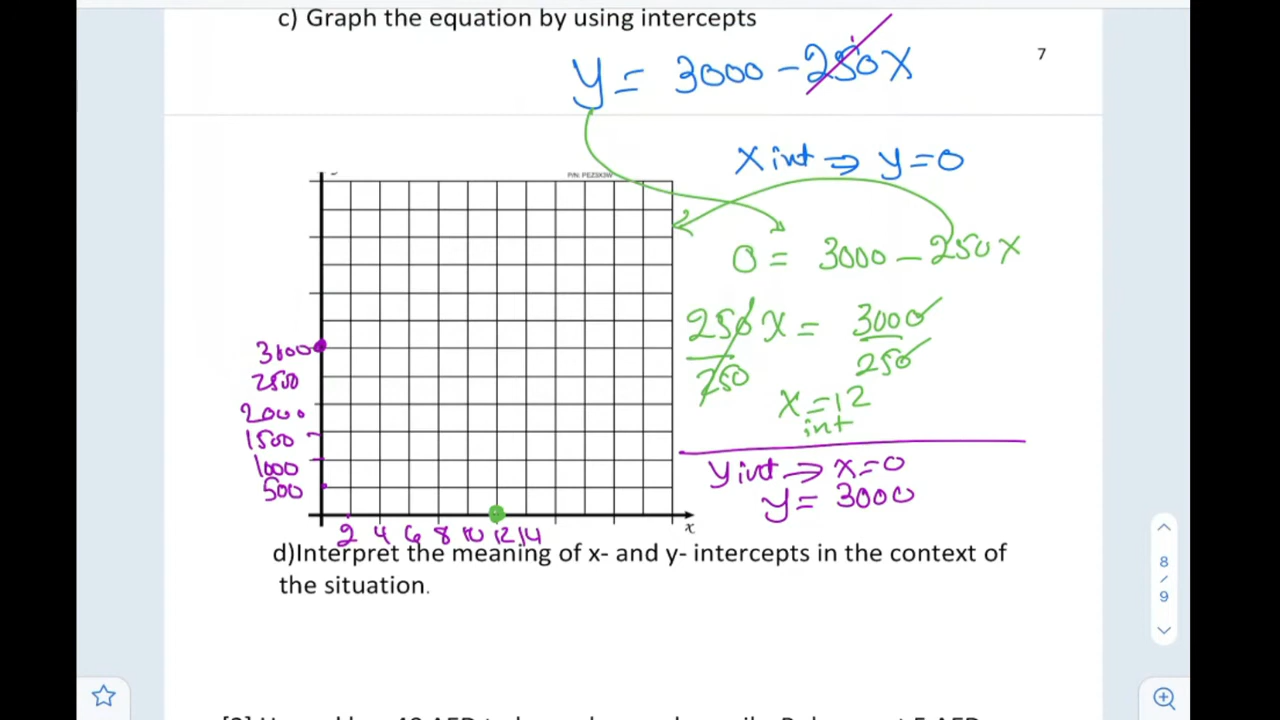 c) Graph the equation by using intercepts
7
y = 3000 - 250x
P/N: PEZ3X3W
x int ⇒ y=0
0 = 3000 - 250x
250x = 3000
250 250
x = 12
int
y int → x=0
y = 3000
3000
2500
2000
1500
1000
500
2 4 6 8 10 12 14
x
d)Interpret the meaning of x- and y- intercepts in the context of
the situation.
8
/
9